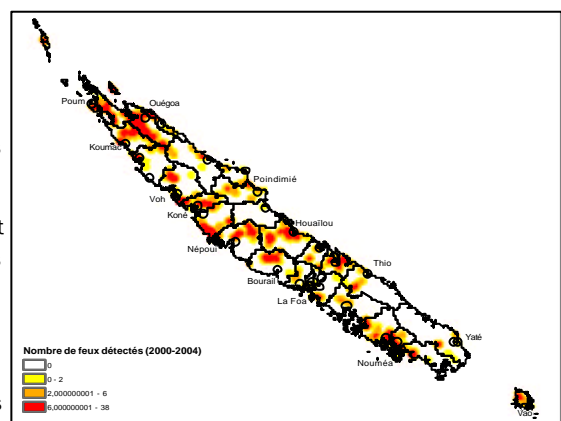 Ouégoa
Poum
Koumac
Poindimié
Voh
Koné
Houaïlou
Népoui
Thio
Bourail
La Foa
Yaté
Nouméa
Vao
Nombre de feux détectés (2000-2004)
0
0 - 2
2,000000001 - 6
6,000000001 - 38